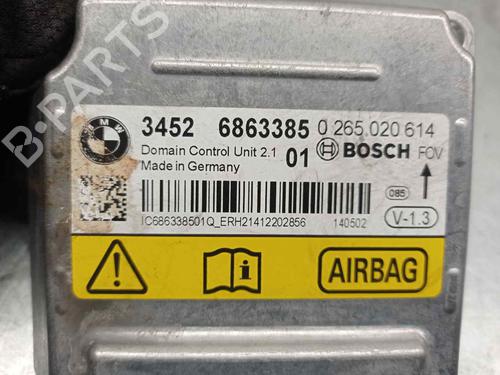 BMW
3452 6863385 0 265 020 614
Domain Control Unit 2.1 01 BOSCH FOV
Made in Germany
085
IC686338501Q_ERH21412202856 140502 V-1.3
AIRBAG